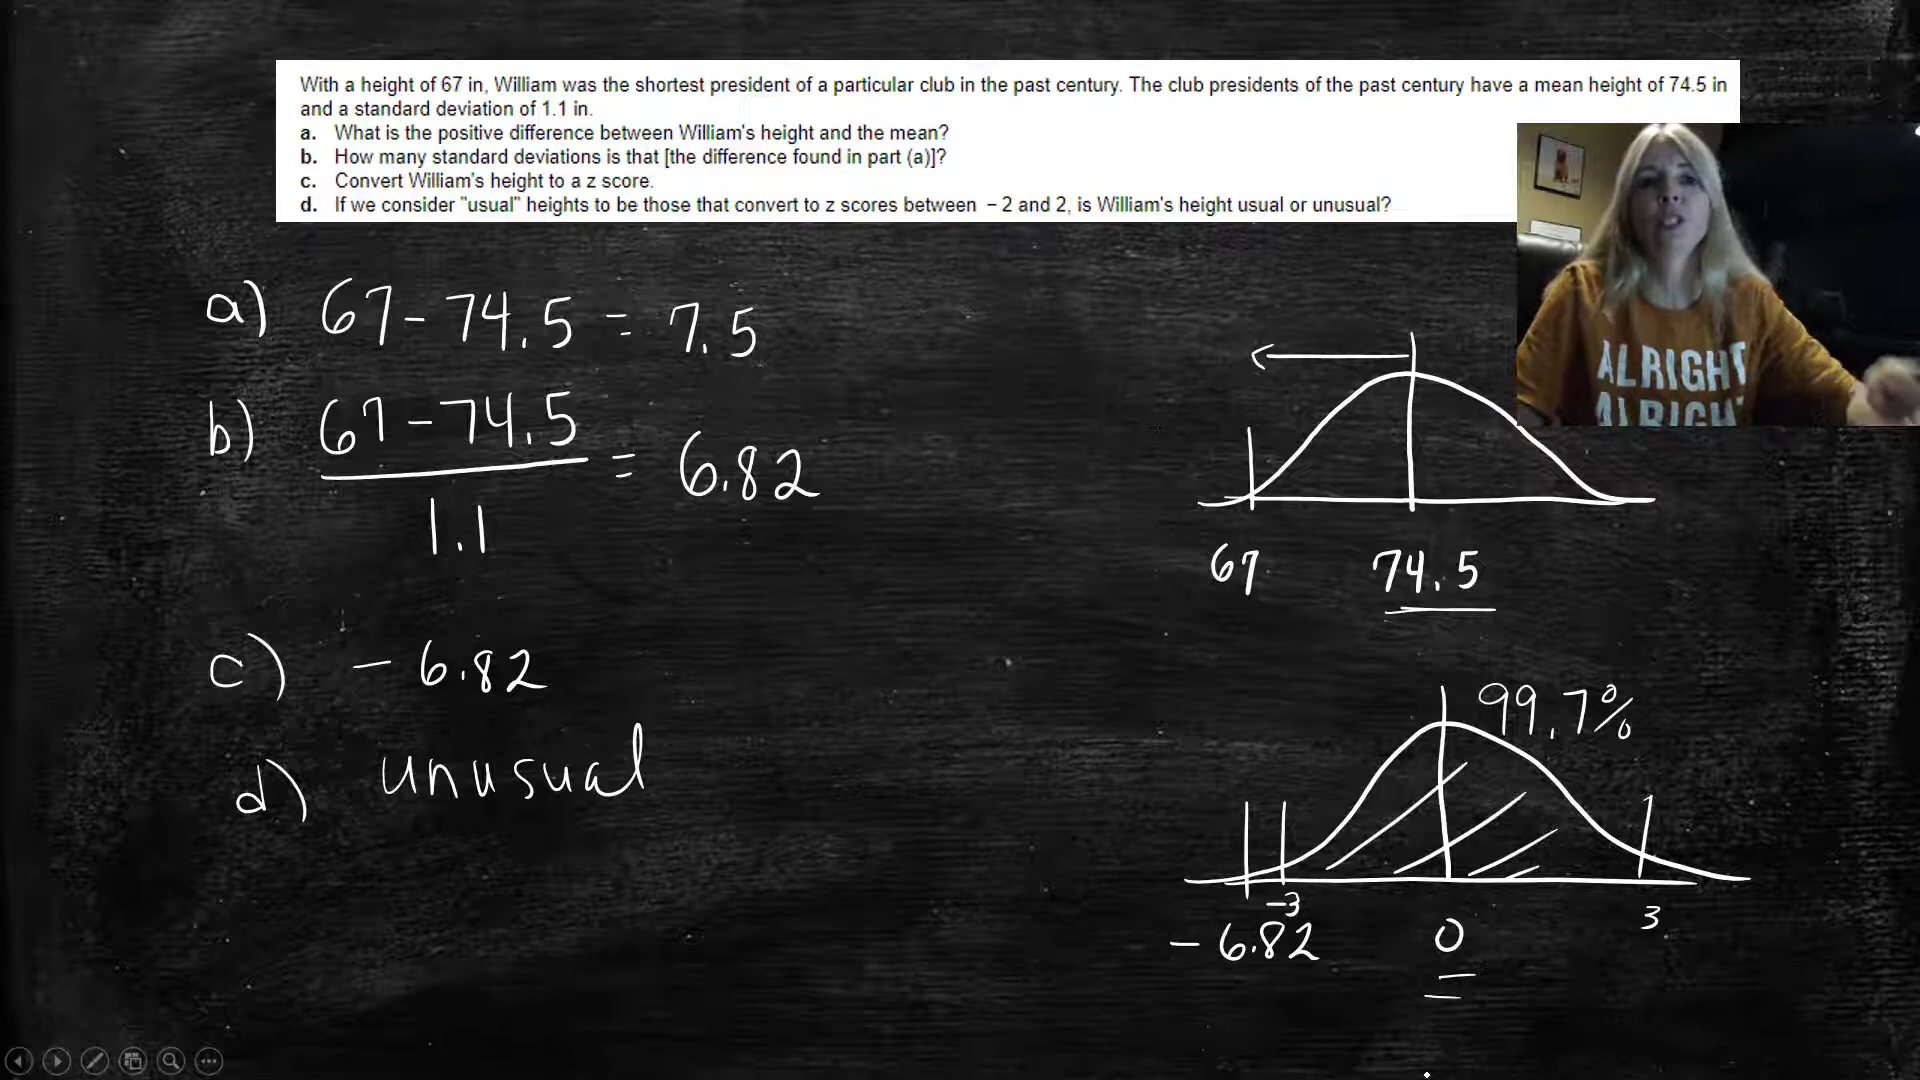 With a height of 67 in, William was the shortest president of a particular club in the past century. The club presidents of the past century have a mean height of 74.5 in
and a standard deviation of 1.1 in.
a. What is the positive difference between William's height and the mean?
b. How many standard deviations is that [the difference found in part (a)]?
c. Convert William's height to a z score.
d. If we consider "usual" heights to be those that convert to z scores between − 2 and 2, is William's height usual or unusual?
ALRIGHT
ALRIGHT
a) 67 - 74.5 = 7.5
b) 67 - 74.5 = 6.82
1.1
67 74.5
c) - 6.82
d) unusual
99.7%
-3 3
- 6.82 0